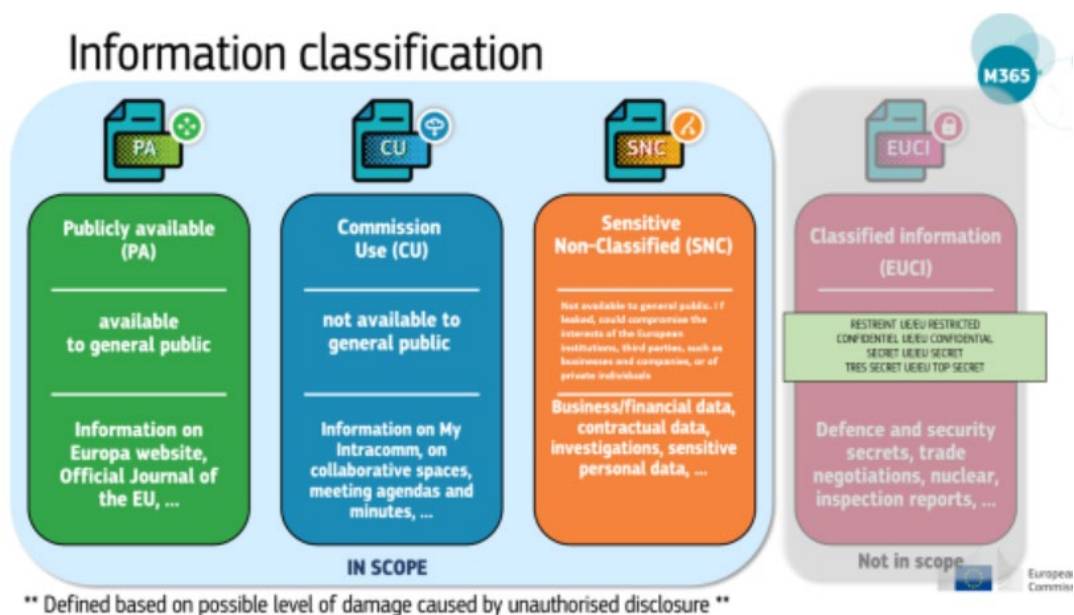 Information classification
M365
PA
CU
SNC
EUCI
Publicly available
(PA)
available
to general public
Information on
Europa website,
Official Journal of
the EU, ...
Commission
Use (CU)
not available to
general public
Information on My
Intracomm, on
collaborative spaces,
meeting agendas and
minutes, ...
Sensitive
Non-Classified (SNC)
Not available to general public. If
leaked, could compromise the
interests of the European
institutions, third parties, such as
businesses and companies, or of
private individuals
Business/financial data,
contractual data,
investigations, sensitive
personal data, ...
Classified information
(EUCI)
RESTREINT UE/EU RESTRICTED
CONFIDENTIEL UE/EU CONFIDENTIAL
SECRET UE/EU SECRET
TRES SECRET UE/EU TOP SECRET
Defence and security
secrets, trade
negotiations, nuclear,
inspection reports, ...
IN SCOPE
Not in scope
European
Commiss
** Defined based on possible level of damage caused by unauthorised disclosure **